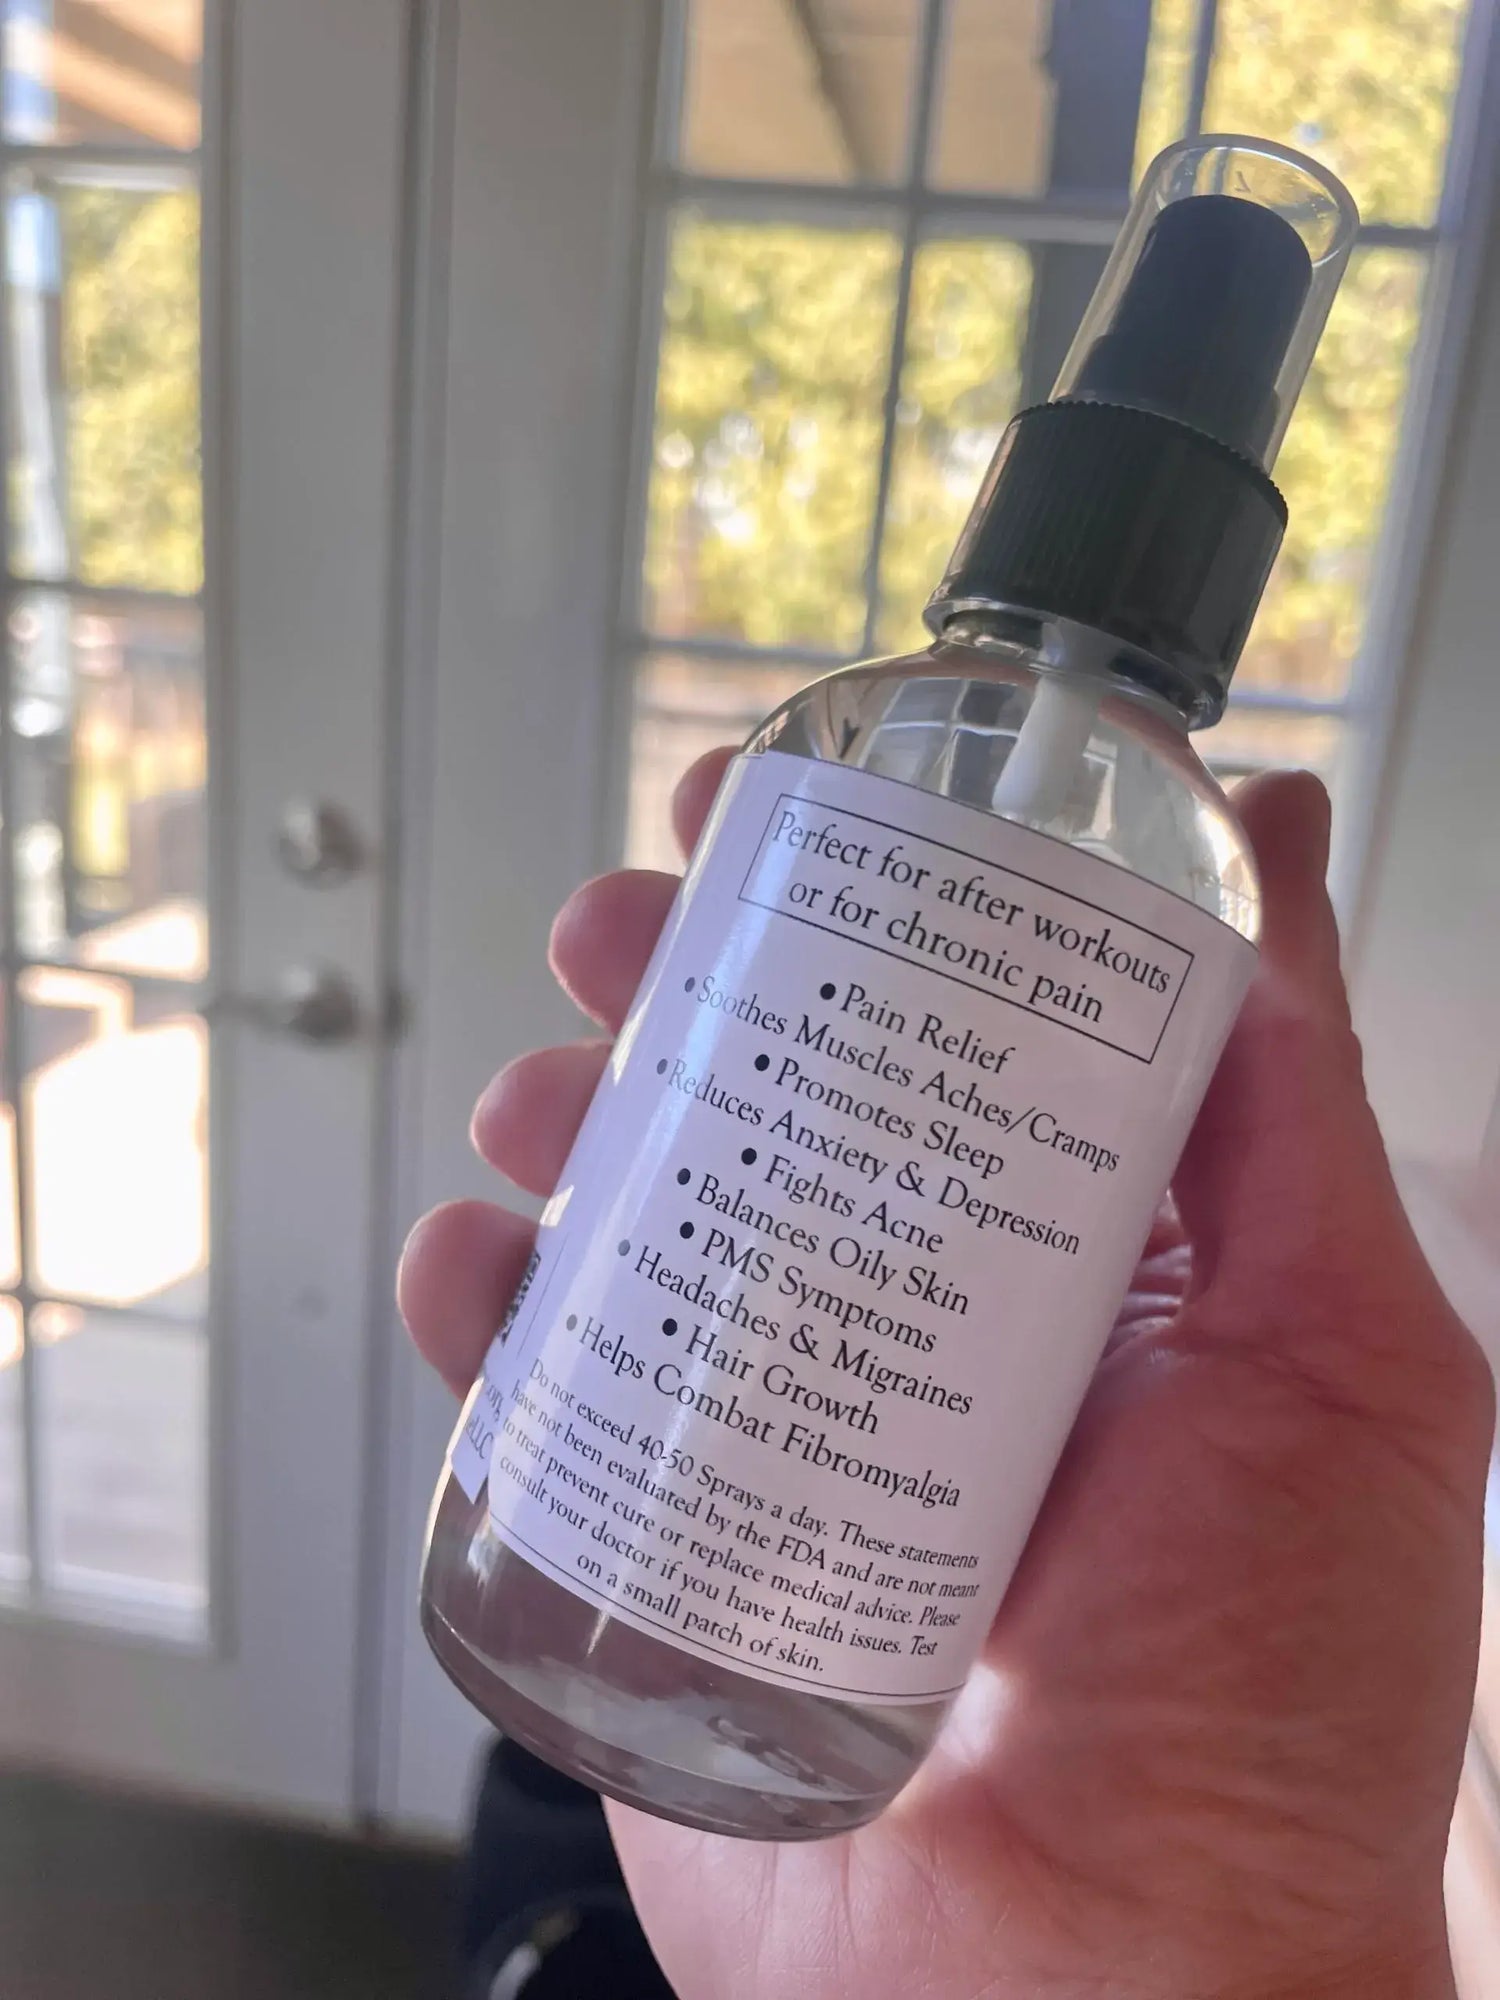 Perfect for after workouts
or for chronic pain
• Pain Relief
• Soothes Muscles Aches/Cramps
• Promotes Sleep
• Reduces Anxiety & Depression
• Fights Acne
• Balances Oily Skin
• PMS Symptoms
• Headaches & Migraines
• Hair Growth
• Helps Combat Fibromyalgia
Do not exceed 40-50 Sprays a day. These statements
have not been evaluated by the FDA and are not meant
to treat prevent cure or replace medical advice. Please
consult your doctor if you have health issues. Test
on a small patch of skin.